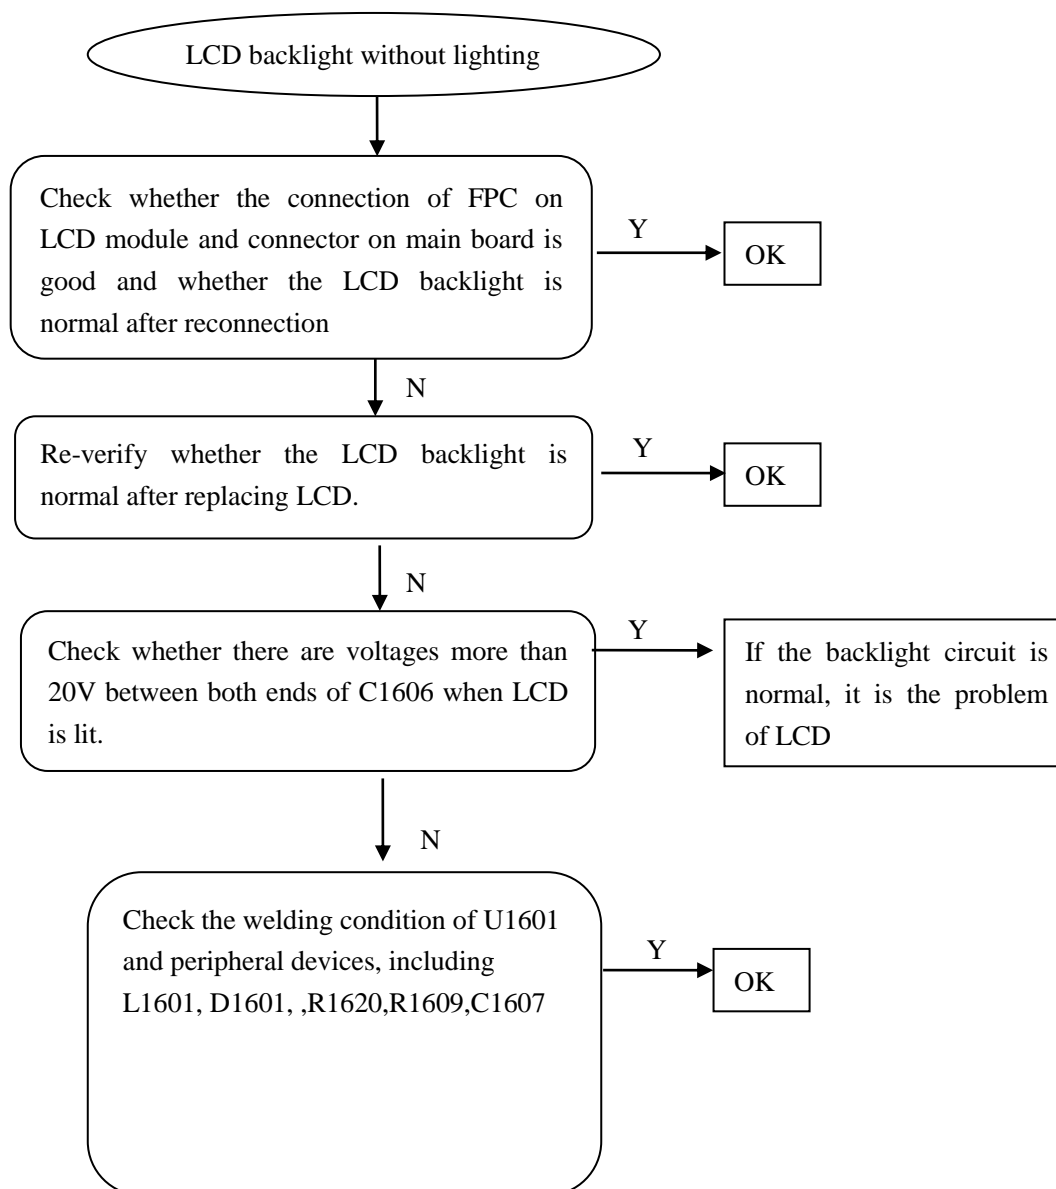 LCD backlight without lighting
Check whether the connection of FPC on
LCD module and connector on main board is
good and whether the LCD backlight is
normal after reconnection
Y
OK
N
Re-verify whether the LCD backlight is
normal after replacing LCD.
Y
OK
N
Check whether there are voltages more than
20V between both ends of C1606 when LCD
is lit.
Y
If the backlight circuit is
normal, it is the problem
of LCD
N
Check the welding condition of U1601
and peripheral devices, including
L1601, D1601, ,R1620,R1609,C1607
Y
OK